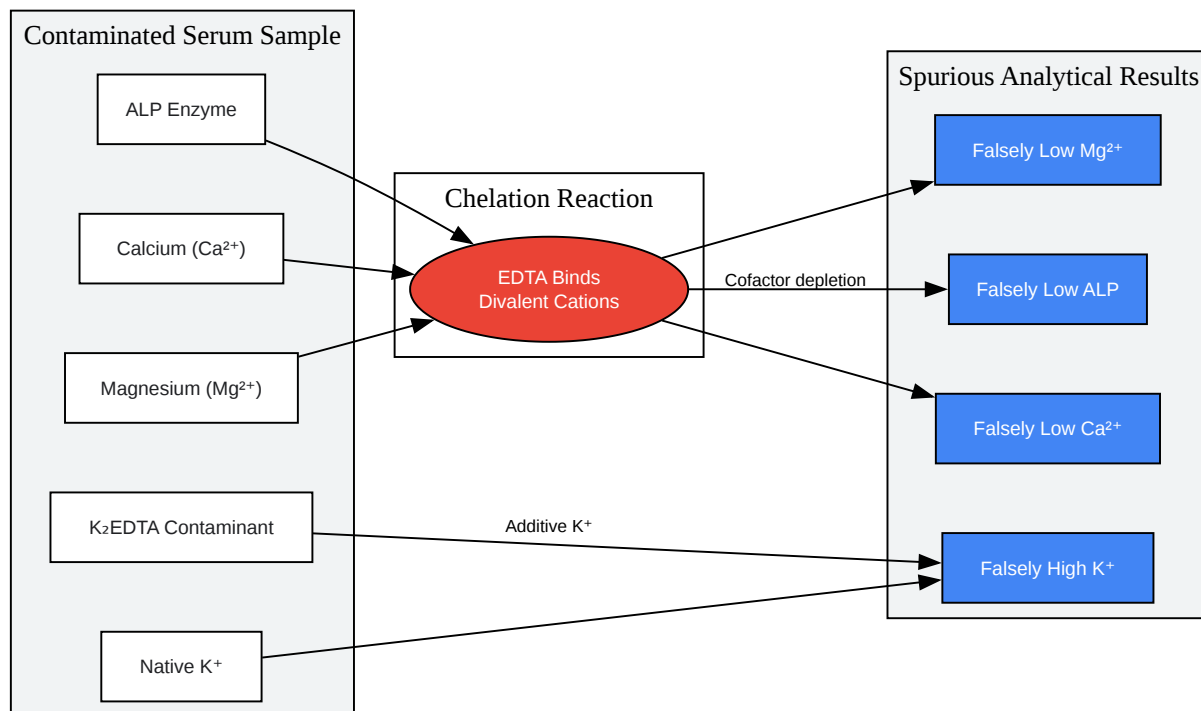 Contaminated Serum Sample
ALP Enzyme
Calcium (Ca²⁺)
Magnesium (Mg²⁺)
K₂EDTA Contaminant
Native K⁺
Chelation Reaction
EDTA Binds
Divalent Cations
Cofactor depletion
Additive K⁺
Spurious Analytical Results
Falsely Low Mg²⁺
Falsely Low ALP
Falsely Low Ca²⁺
Falsely High K⁺